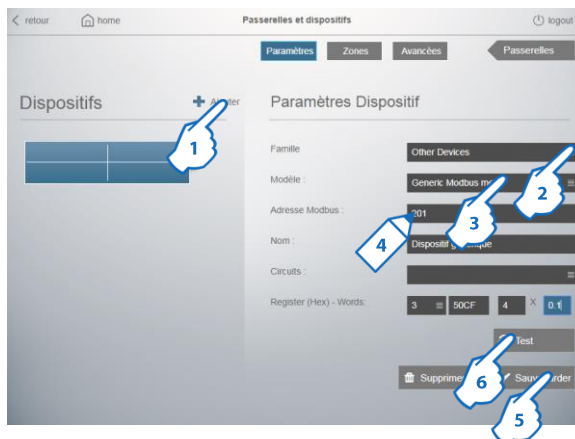 retour
home
Passerelles et dispositifs
logout
Paramètres
Zones
Avancées
Passerelles
Dispositifs
Paramètres Dispositif
1
Famille
Other Devices
2
Modèle :
Generic Modbus
3
Adresse Modbus :
201
4
Nom :
Dispositif
Circuits :
Register (Hex) - Words:
3
50CF
4
X
0.1
Test
6
5